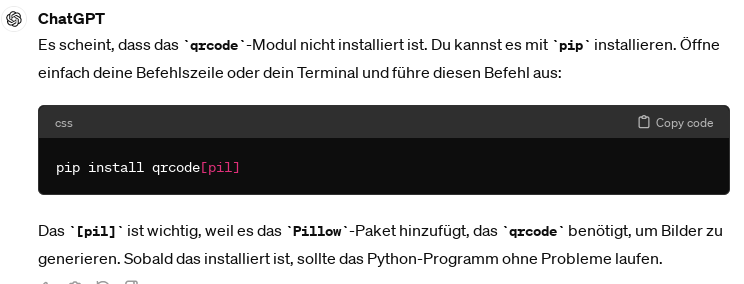 ChatGPT
Es scheint, dass das `qrcode`-Modul nicht installiert ist. Du kannst es mit `pip` installieren. Öffne
einfach deine Befehlszeile oder dein Terminal und führe diesen Befehl aus:
css
Copy code
pip install qrcode[pil]
Das `[pil]` ist wichtig, weil es das `Pillow`-Paket hinzufügt, das `qrcode` benötigt, um Bilder zu
generieren. Sobald das installiert ist, sollte das Python-Programm ohne Probleme laufen.